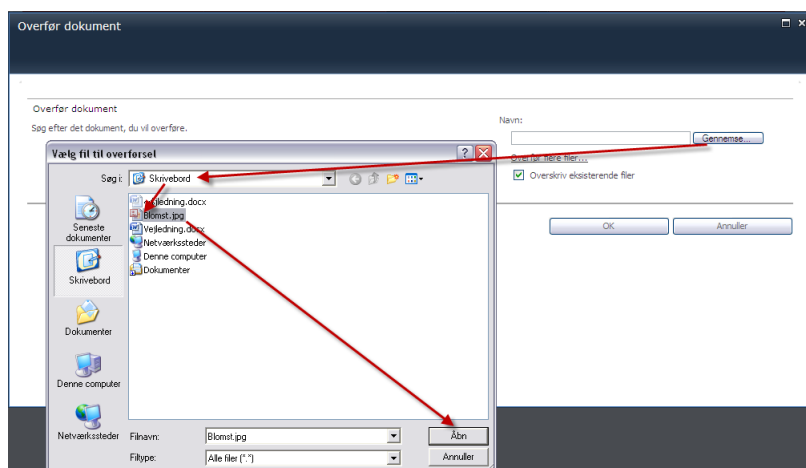 Overfør dokument
Overfør dokument
Søg efter det dokument, du vil overføre.
Navn:
Gennemse...
Overfør flere filer...
Overskriv eksisterende filer
OK
Annuller
Vælg fil til overførsel
Søg i:
Skrivebord
Seneste
dokumenter
Skrivebord
Dokumenter
Denne computer
Netværkssteder
Blomst.jpg
Vejledning.docx
Netværkssteder
Denne computer
Dokumenter
Filnavn:
Blomst.jpg
Åbn
Filtype:
Alle filer (*.*)
Annuller